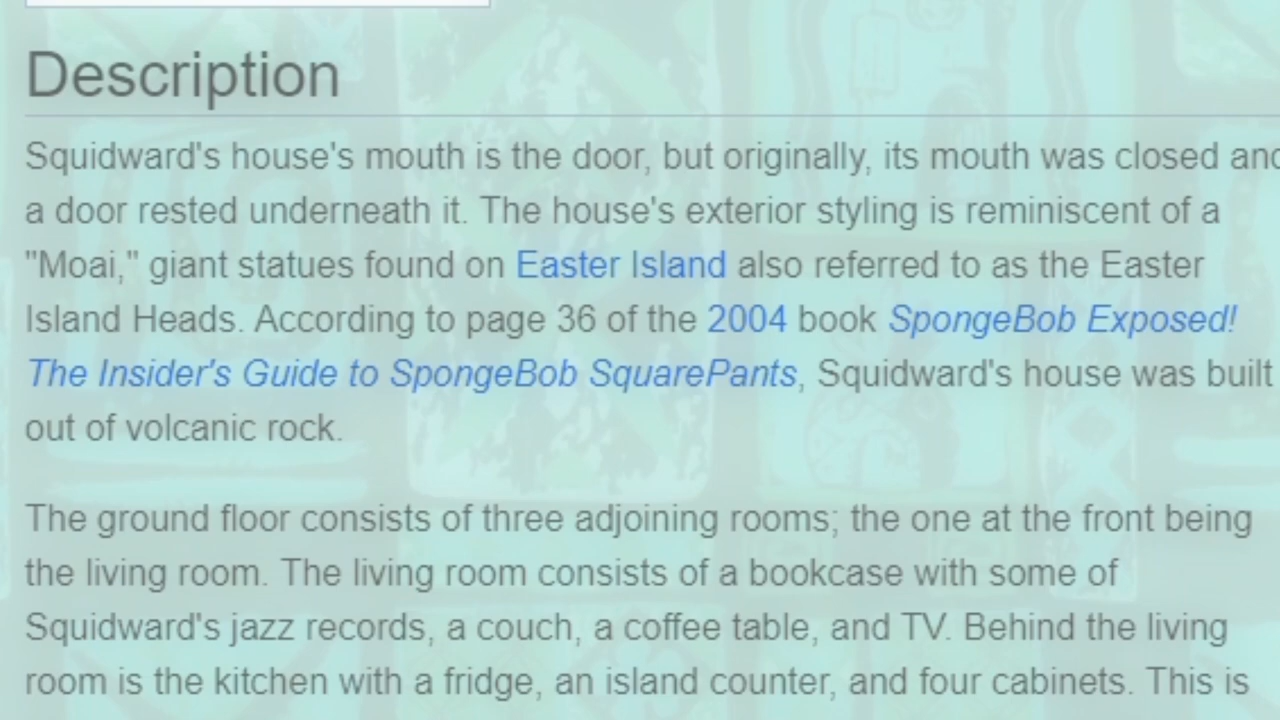 Description
Squidward's house's mouth is the door, but originally, its mouth was closed and
a door rested underneath it. The house's exterior styling is reminiscent of a
"Moai," giant statues found on Easter Island also referred to as the Easter
Island Heads. According to page 36 of the 2004 book SpongeBob Exposed!
The Insider's Guide to SpongeBob SquarePants, Squidward's house was built
out of volcanic rock.
The ground floor consists of three adjoining rooms; the one at the front being
the living room. The living room consists of a bookcase with some of
Squidward's jazz records, a couch, a coffee table, and TV. Behind the living
room is the kitchen with a fridge, an island counter, and four cabinets. This is